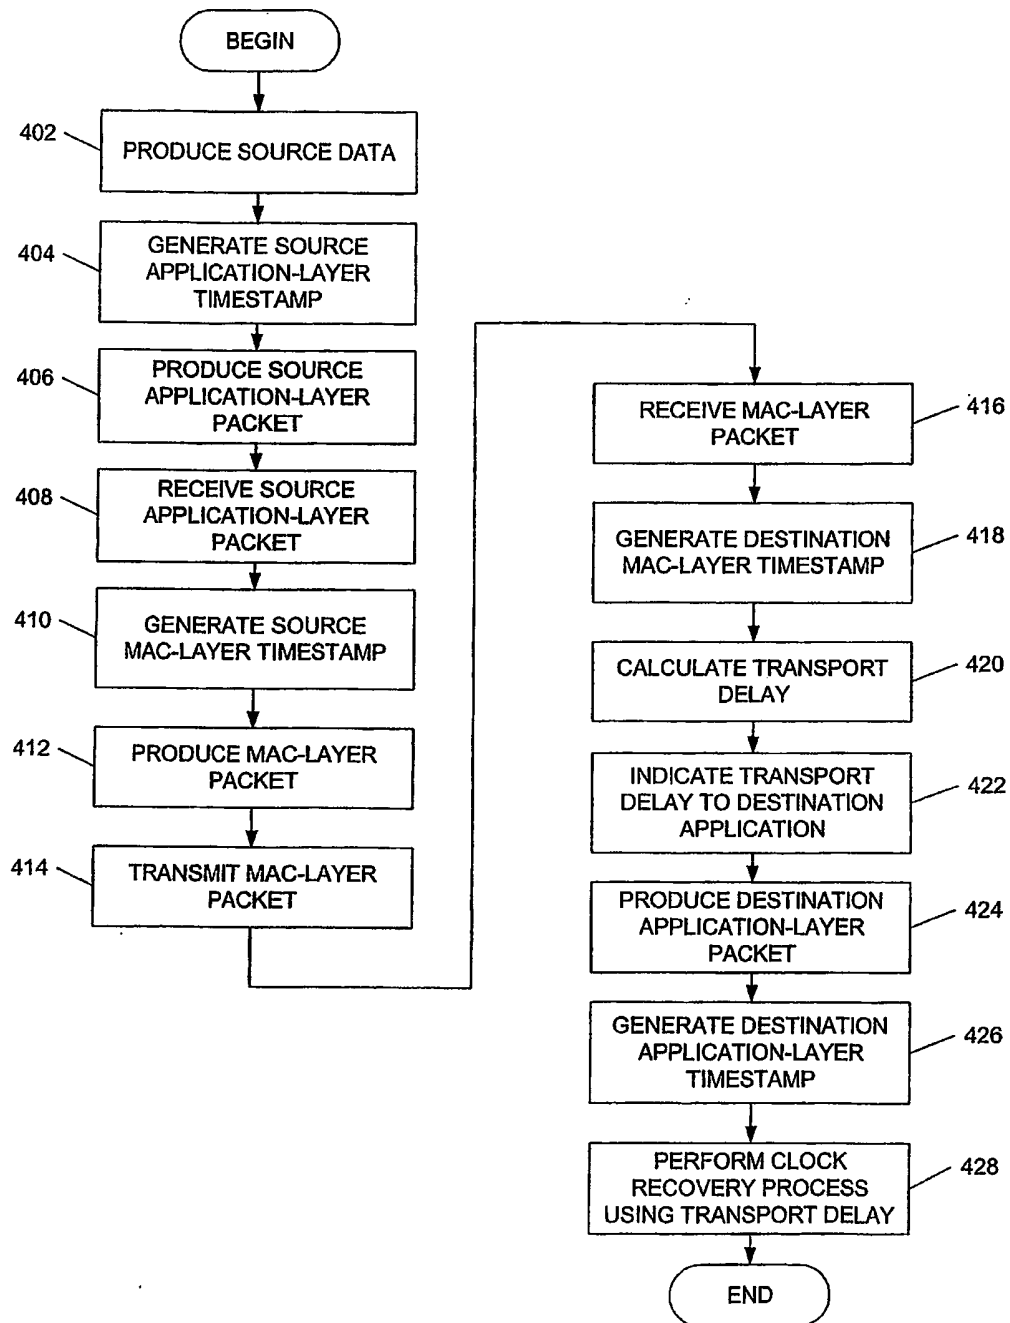 BEGIN
402
PRODUCE SOURCE DATA
404
GENERATE SOURCE
APPLICATION-LAYER
TIMESTAMP
406
PRODUCE SOURCE
APPLICATION-LAYER
PACKET
408
RECEIVE SOURCE
APPLICATION-LAYER
PACKET
410
GENERATE SOURCE
MAC-LAYER TIMESTAMP
412
PRODUCE MAC-LAYER
PACKET
414
TRANSMIT MAC-LAYER
PACKET
RECEIVE MAC-LAYER
PACKET
416
GENERATE DESTINATION
MAC-LAYER TIMESTAMP
418
CALCULATE TRANSPORT
DELAY
420
INDICATE TRANSPORT
DELAY TO DESTINATION
APPLICATION
422
PRODUCE DESTINATION
APPLICATION-LAYER
PACKET
424
GENERATE DESTINATION
APPLICATION-LAYER
TIMESTAMP
426
PERFORM CLOCK
RECOVERY PROCESS
USING TRANSPORT DELAY
428
END